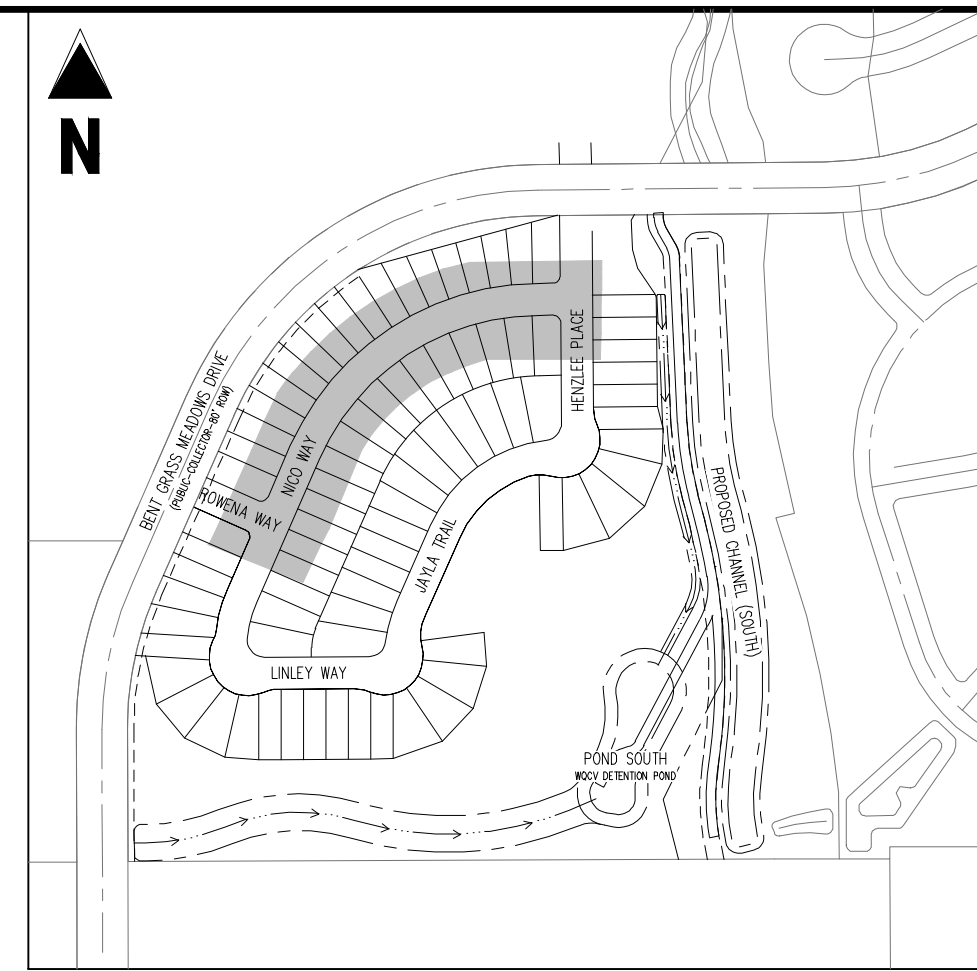 N
BENT GRASS MEADOWS DRIVE
(PUBLIC-COLLECTOR-80' ROW)
HENZLEE PLACE
NICO WAY
ROWENA WAY
JAYLA TRAIL
PROPOSED CHANNEL (SOUTH)
LINLEY WAY
POND SOUTH
WQCV DETENTION POND